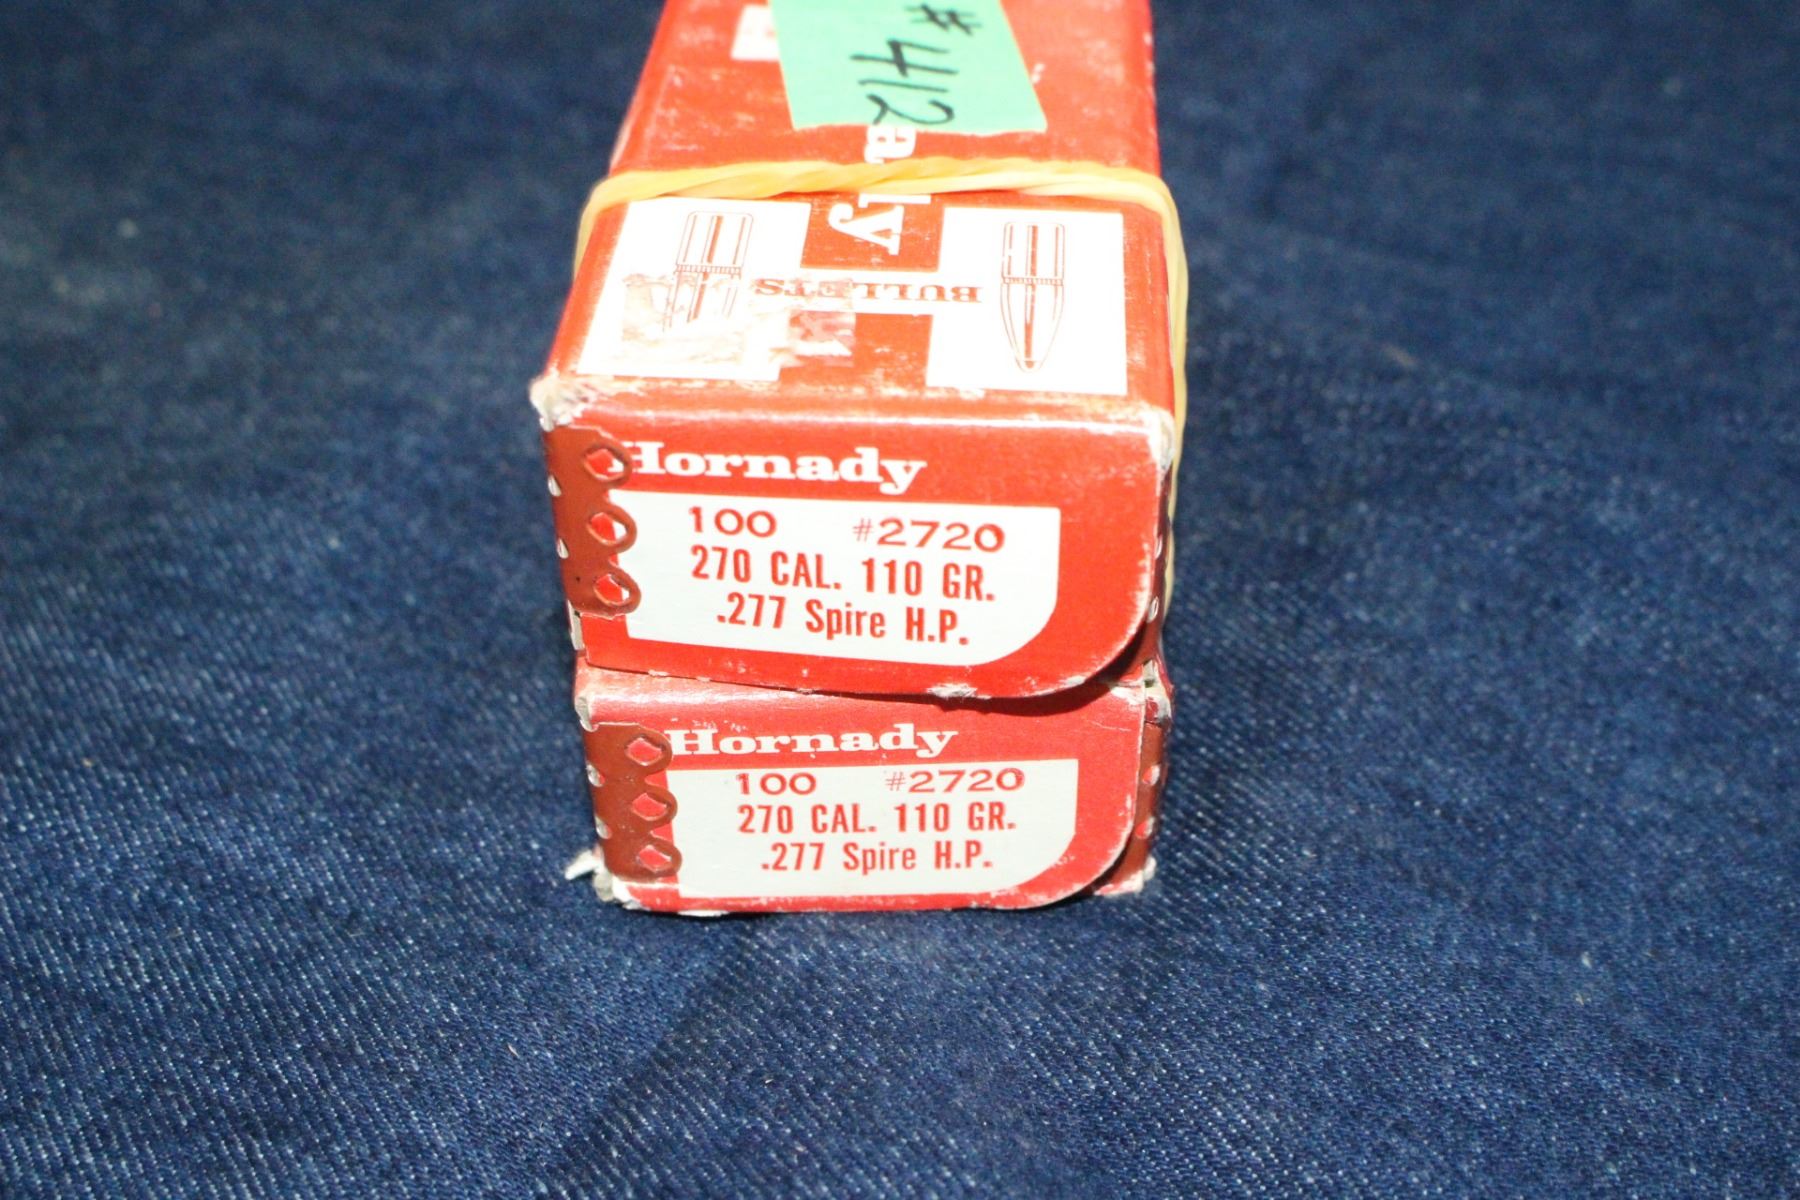 #412
ady
BULLETS
Hornady
100 #2720
270 CAL. 110 GR.
.277 Spire H.P.
Hornady
100 #2720
270 CAL. 110 GR.
.277 Spire H.P.